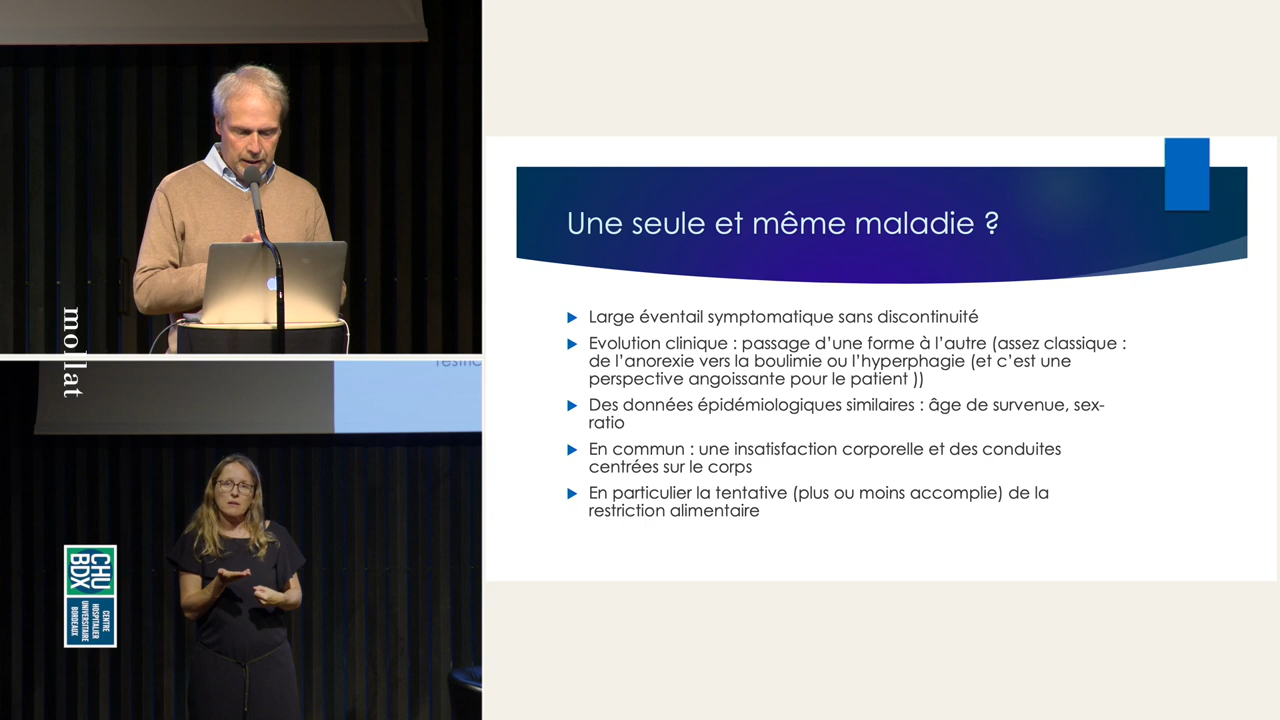 mollat
restric
CHU
BDX
CENTRE
HOSPITALIER
UNIVERSITAIRE
BORDEAUX
Une seule et même maladie ?
Large éventail symptomatique sans discontinuité
Evolution clinique : passage d’une forme à l’autre (assez classique :
de l’anorexie vers la boulimie ou l’hyperphagie (et c’est une
perspective angoissante pour le patient ))
Des données épidémiologiques similaires : âge de survenue, sex-
ratio
En commun : une insatisfaction corporelle et des conduites
centrées sur le corps
En particulier la tentative (plus ou moins accomplie) de la
restriction alimentaire